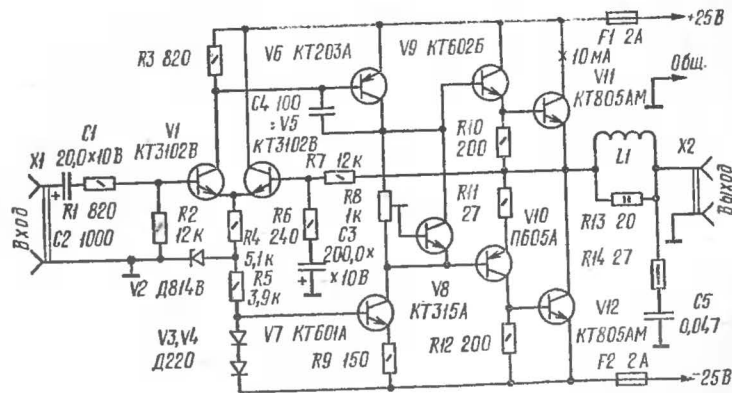 +25В
F1 2А
R3 820
V6 КТ203А
V9 КТ602Б
10 мА
V11
КТ805АМ
Общ.
C4 100
V5
КТ3102В
C1
20,0×10В
V1
КТ3102В
X1
Вход
R1 820
C2 1000
R2
12к
R7 12к
R10
200
L1
X2
Выход
R8
1к
R11
27
R4
5,1к
R6
240
C3
200,0×
×10В
V10
П605А
R13 20
R14 27
R5
3,9к
V2 Д814В
V8
КТ315А
V3,V4
Д220
V7 КТ601А
R9 150
R12 200
V12
КТ805АМ
C5
0,047
F2 2А
−25В